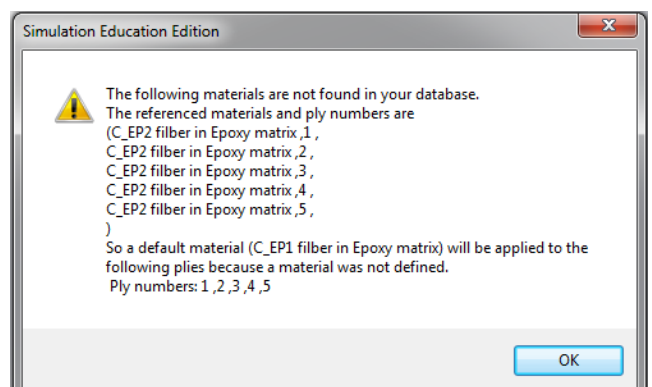 Simulation Education Edition
The following materials are not found in your database.
The referenced materials and ply numbers are
(C_EP2 filber in Epoxy matrix ,1 ,
C_EP2 filber in Epoxy matrix ,2 ,
C_EP2 filber in Epoxy matrix ,3 ,
C_EP2 filber in Epoxy matrix ,4 ,
C_EP2 filber in Epoxy matrix ,5 ,
)
So a default material (C_EP1 filber in Epoxy matrix) will be applied to the
following plies because a material was not defined.
Ply numbers: 1 ,2 ,3 ,4 ,5
OK